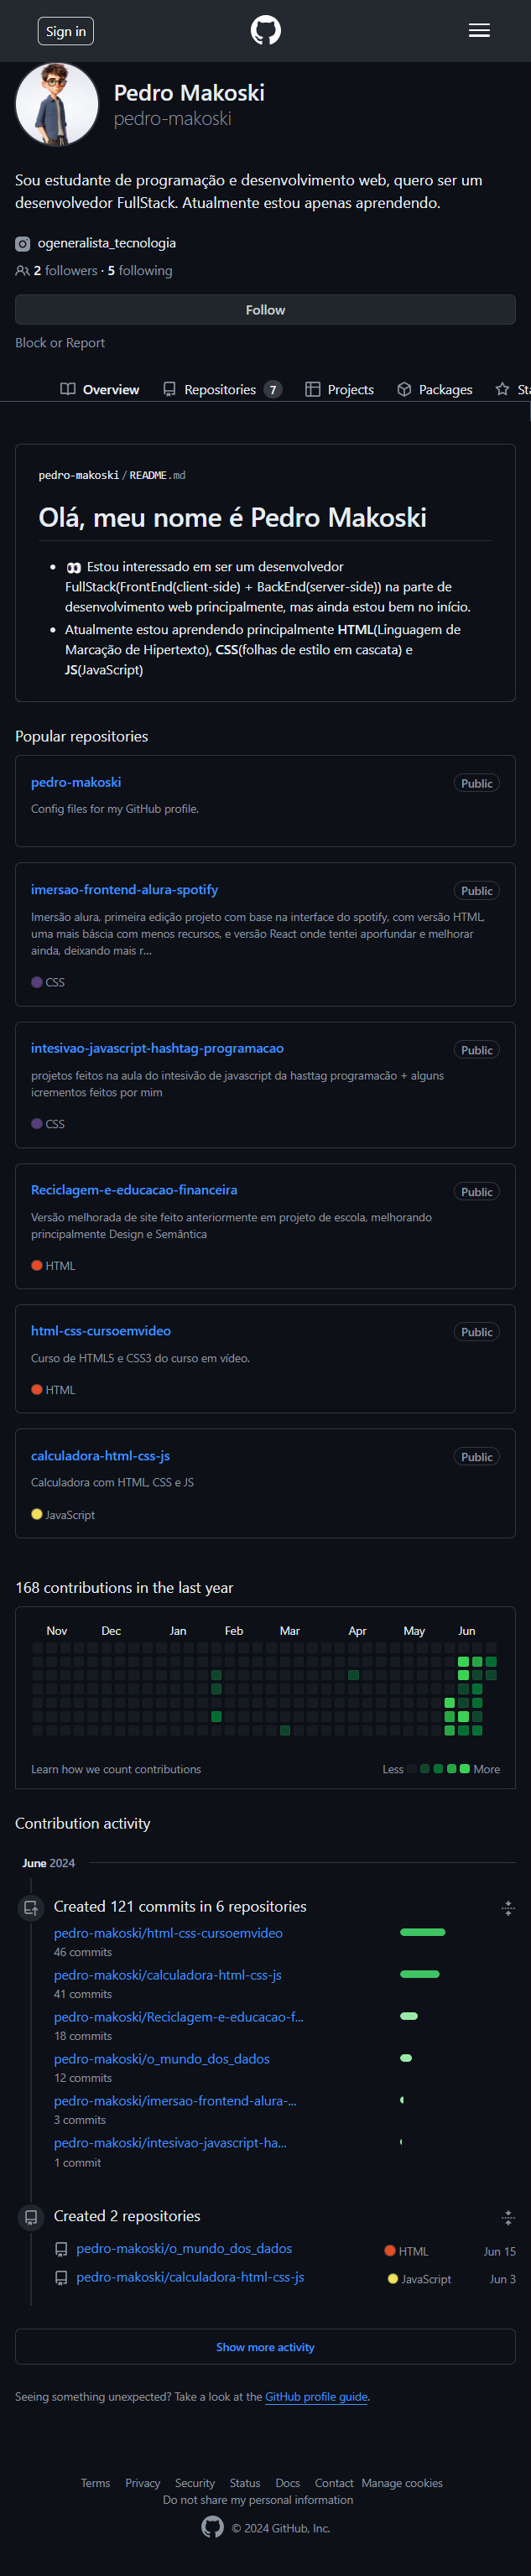 Sign in
Pedro Makoski
pedro-makoski
Sou estudante de programação e desenvolvimento web, quero ser um
desenvolvedor FullStack. Atualmente estou apenas aprendendo.
ogeneralista_tecnologia
2 followers · 5 following
Follow
Block or Report
Overview Repositories 7 Projects Packages Sta
pedro-makoski/README.md
Olá, meu nome é Pedro Makoski
• 👀 Estou interessado em ser um desenvolvedor
FullStack(FrontEnd(client-side) + BackEnd(server-side)) na parte de
desenvolvimento web principalmente, mas ainda estou bem no início.
• Atualmente estou aprendendo principalmente HTML(Linguagem de
Marcação de Hipertexto), CSS(folhas de estilo em cascata) e
JS(JavaScript)
Popular repositories
pedro-makoski Public
Config files for my GitHub profile.
imersao-frontend-alura-spotify Public
Imersão alura, primeira edição projeto com base na interface do spotify, com versão HTML,
uma mais báscia com menos recursos, e versão React onde tentei aporfundar e melhorar
ainda, deixando mais r...
CSS
intesivao-javascript-hashtag-programacao Public
projetos feitos na aula do intesivão de javascript da hasttag programacão + alguns
icrementos feitos por mim
CSS
Reciclagem-e-educacao-financeira Public
Versão melhorada de site feito anteriormente em projeto de escola, melhorando
principalmente Design e Semântica
HTML
html-css-cursoemvideo Public
Curso de HTML5 e CSS3 do curso em vídeo.
HTML
calculadora-html-css-js Public
Calculadora com HTML, CSS e JS
JavaScript
168 contributions in the last year
Nov Dec Jan Feb Mar Apr May Jun
Learn how we count contributions Less More
Contribution activity
June 2024
Created 121 commits in 6 repositories
pedro-makoski/html-css-cursoemvideo
46 commits
pedro-makoski/calculadora-html-css-js
41 commits
pedro-makoski/Reciclagem-e-educacao-f...
18 commits
pedro-makoski/o_mundo_dos_dados
12 commits
pedro-makoski/imersao-frontend-alura-...
3 commits
pedro-makoski/intesivao-javascript-ha...
1 commit
Created 2 repositories
pedro-makoski/o_mundo_dos_dados HTML Jun 15
pedro-makoski/calculadora-html-css-js JavaScript Jun 3
Show more activity
Seeing something unexpected? Take a look at the GitHub profile guide.
Terms Privacy Security Status Docs Contact Manage cookies
Do not share my personal information
© 2024 GitHub, Inc.